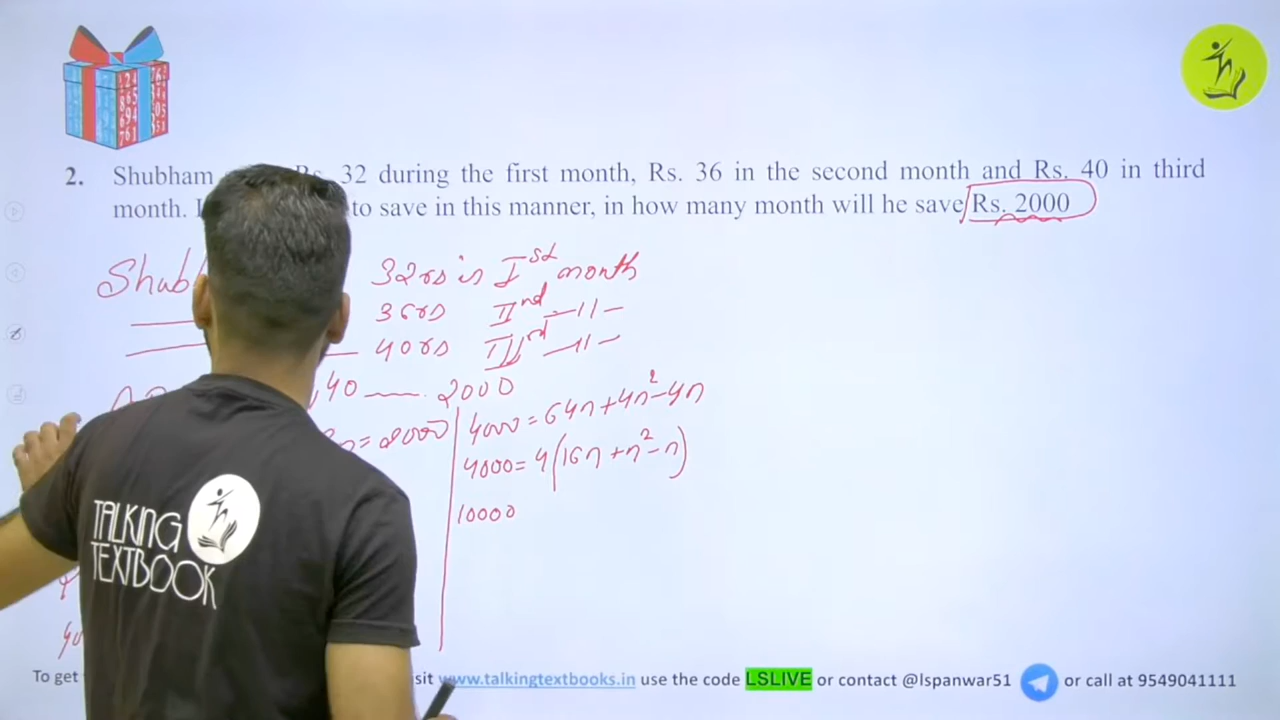 2. Shubham Rs. 32 during the first month, Rs. 36 in the second month and Rs. 40 in third
month. to save in this manner, in how many month will he save Rs. 2000
Shubh 32rs in Ist month
36rs IInd -11-
40rs IIIrd -11-
,40 — 2000
n = 2000
4000 = 64n + 4n² - 4n
4000 = 4(16n + n² - n)
10000
TALKING
TEXTBOOK
To get
sit www.talkingtextbooks.in use the code LSLIVE or contact @lspanwar51 or call at 9549041111